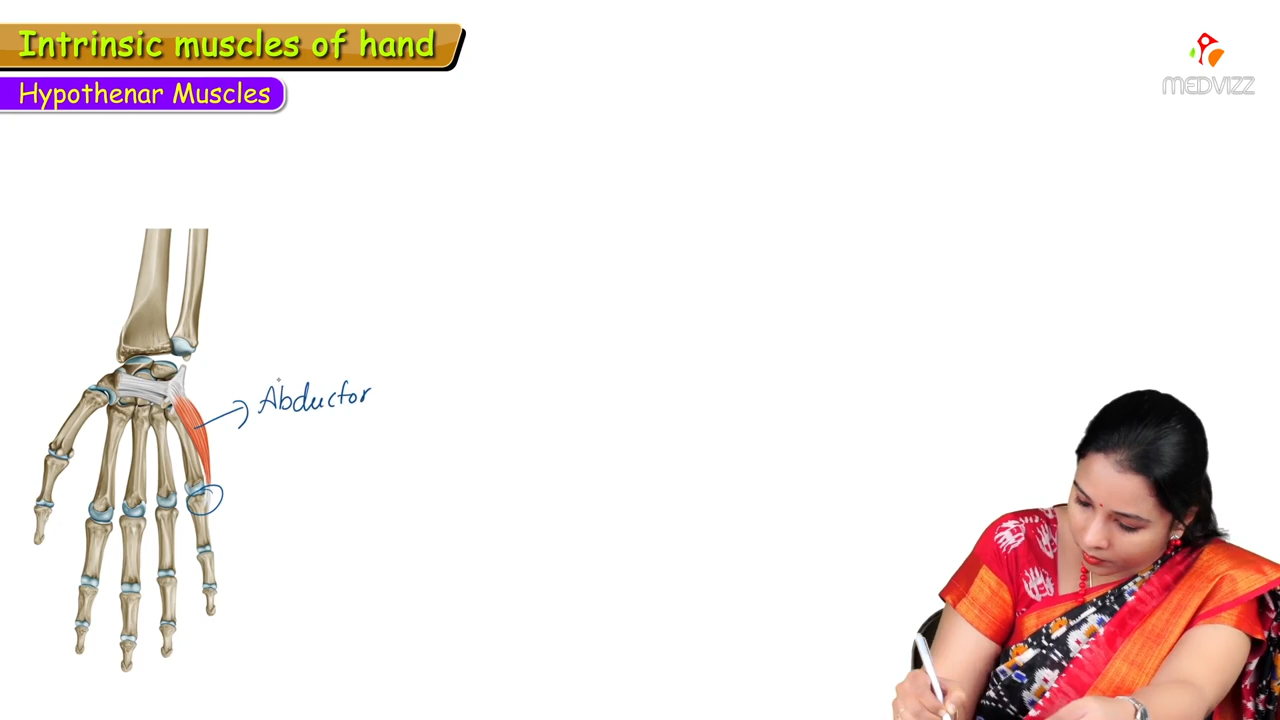 Intrinsic muscles of hand
Hypothenar Muscles
MEDVIZZ
Abductor